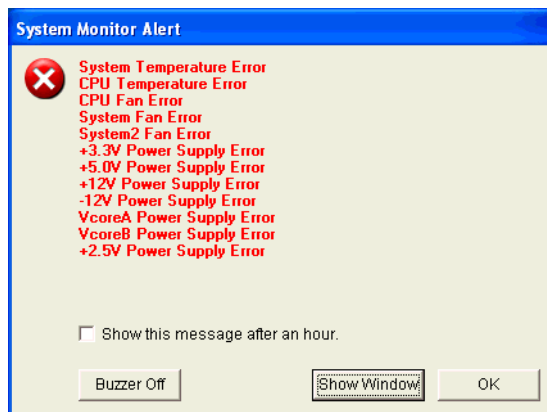 System Monitor Alert
System Temperature Error
CPU Temperature Error
CPU Fan Error
System Fan Error
System2 Fan Error
+3.3V Power Supply Error
+5.0V Power Supply Error
+12V Power Supply Error
-12V Power Supply Error
VcoreA Power Supply Error
VcoreB Power Supply Error
+2.5V Power Supply Error
Show this message after an hour.
Buzzer Off
Show Window
OK